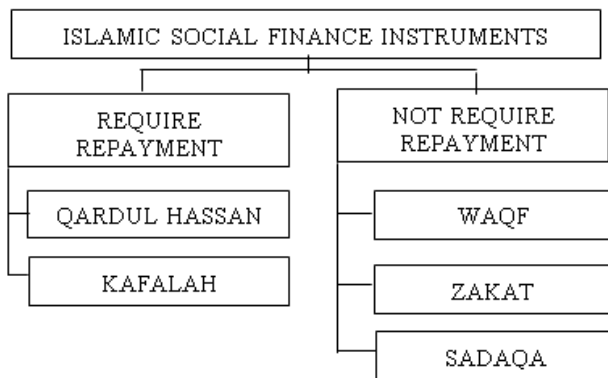 ISLAMIC SOCIAL FINANCE INSTRUMENTS
REQUIRE
REPAYMENT
QARDUL HASSAN
KAFALAH
NOT REQUIRE
REPAYMENT
WAQF
ZAKAT
SADAQA